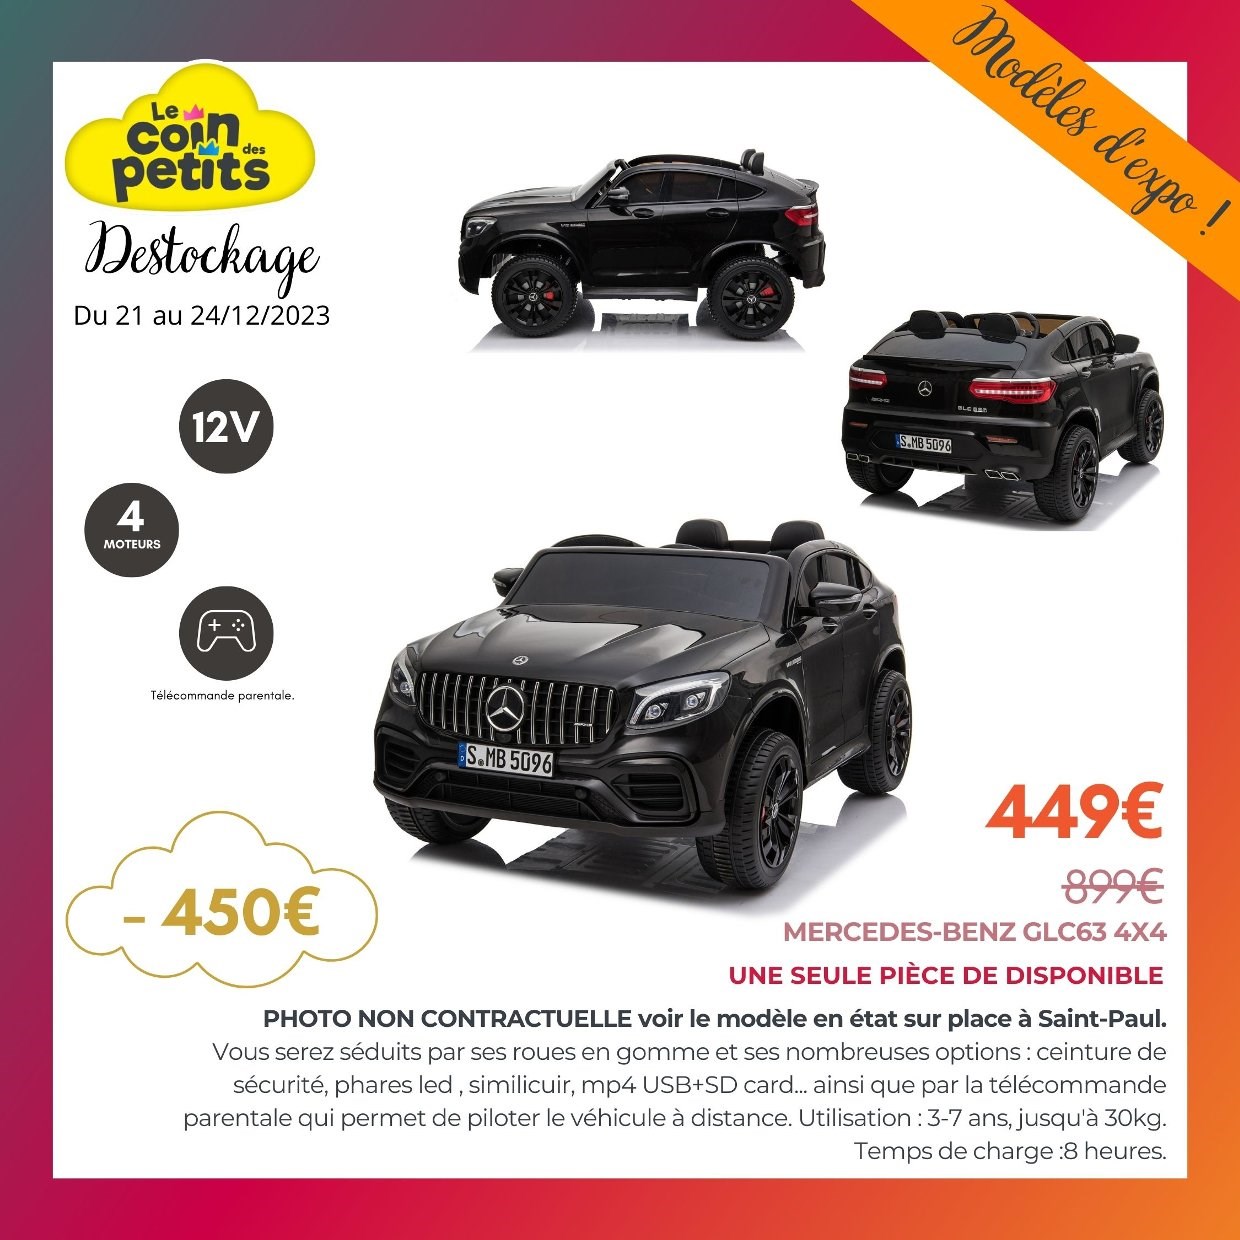 Modèles d'expo !
Le
coin
des
petits
Destockage
Du 21 au 24/12/2023
12V
4
MOTEURS
Télécommande parentale.
S MB 5096
S MB 5096
- 450€
449€
899€
MERCEDES-BENZ GLC63 4X4
UNE SEULE PIÈCE DE DISPONIBLE
PHOTO NON CONTRACTUELLE voir le modèle en état sur place à Saint-Paul.
Vous serez séduits par ses roues en gomme et ses nombreuses options : ceinture de
sécurité, phares led , similicuir, mp4 USB+SD card... ainsi que par la télécommande
parentale qui permet de piloter le véhicule à distance. Utilisation : 3-7 ans, jusqu'à 30kg.
Temps de charge :8 heures.